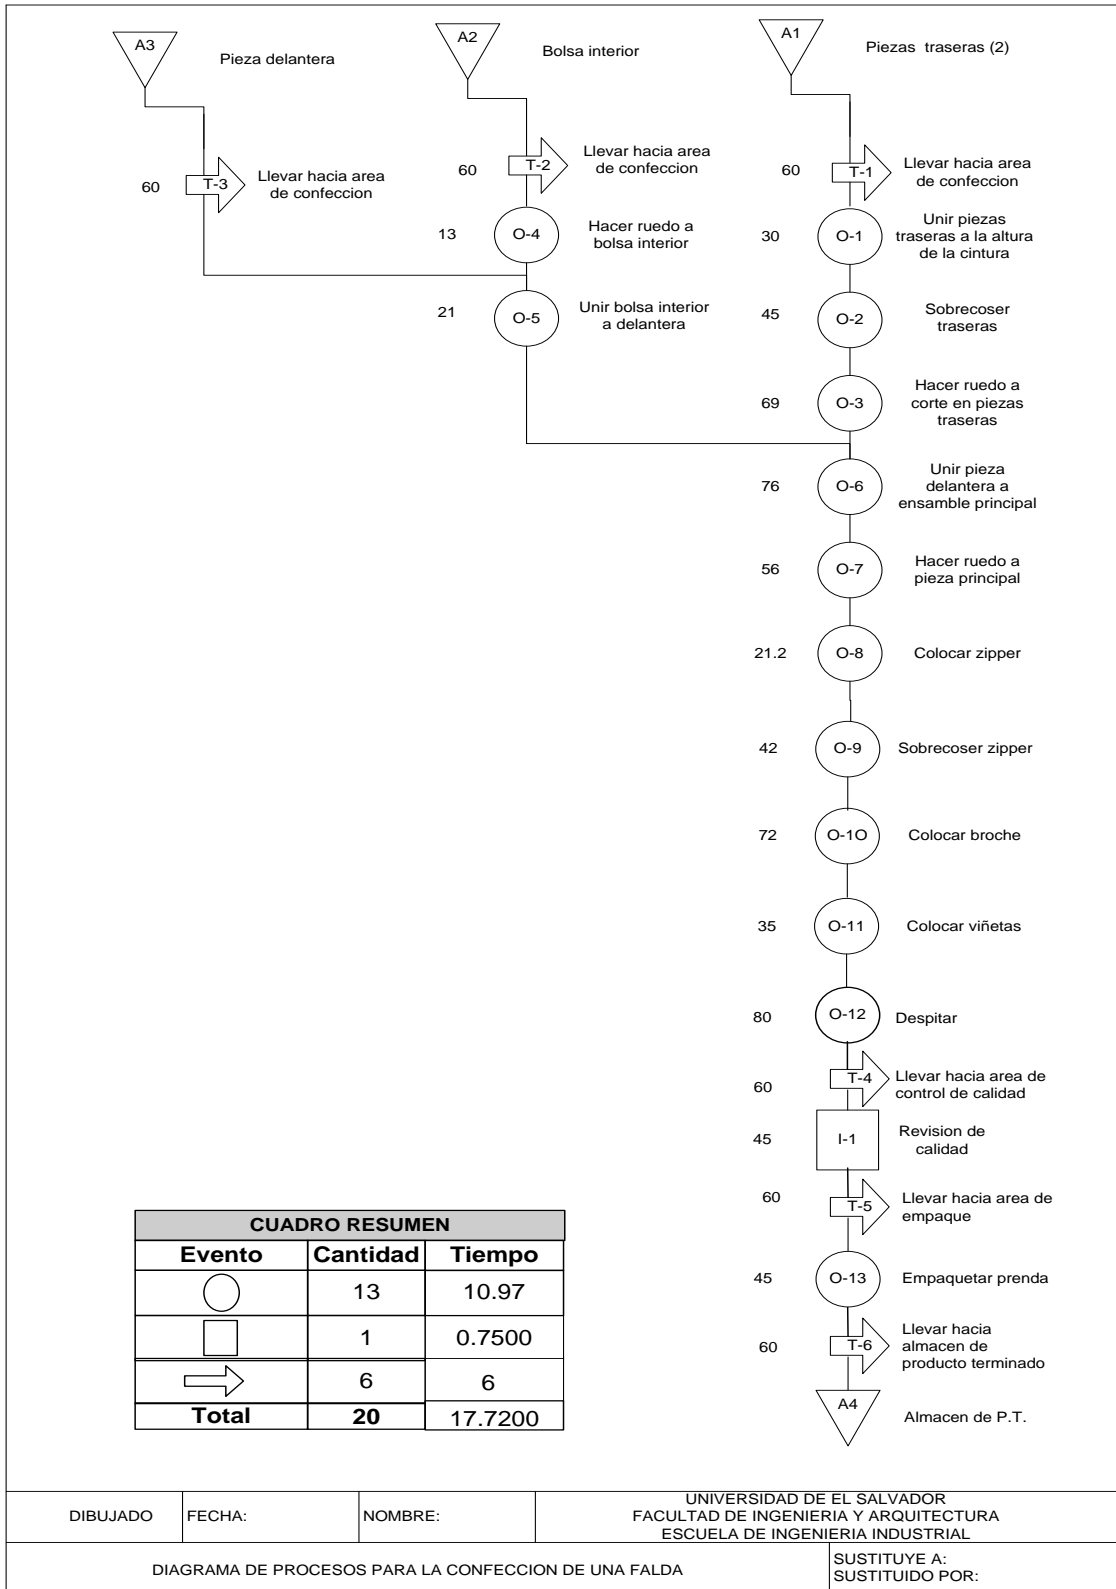 A3
Pieza delantera
A2
Bolsa interior
A1
Piezas traseras (2)
60
T-3
Llevar hacia area
de confeccion
60
T-2
Llevar hacia area
de confeccion
60
T-1
Llevar hacia area
de confeccion
13
O-4
Hacer ruedo a
bolsa interior
30
O-1
Unir piezas
traseras a la altura
de la cintura
21
O-5
Unir bolsa interior
a delantera
45
O-2
Sobrecoser
traseras
69
O-3
Hacer ruedo a
corte en piezas
traseras
76
O-6
Unir pieza
delantera a
ensamble principal
56
O-7
Hacer ruedo a
pieza principal
21.2
O-8
Colocar zipper
42
O-9
Sobrecoser zipper
72
O-1O
Colocar broche
35
O-11
Colocar viñetas
80
O-12
Despitar
60
T-4
Llevar hacia area de
control de calidad
45
I-1
Revision de
calidad
60
T-5
Llevar hacia area de
empaque
45
O-13
Empaquetar prenda
60
T-6
Llevar hacia
almacen de
producto terminado
A4
Almacen de P.T.
CUADRO RESUMEN
Evento Cantidad Tiempo
13 10.97
1 0.7500
6 6
Total 20 17.7200
DIBUJADO
FECHA:
NOMBRE:
UNIVERSIDAD DE EL SALVADOR
FACULTAD DE INGENIERIA Y ARQUITECTURA
ESCUELA DE INGENIERIA INDUSTRIAL
DIAGRAMA DE PROCESOS PARA LA CONFECCION DE UNA FALDA
SUSTITUYE A:
SUSTITUIDO POR: